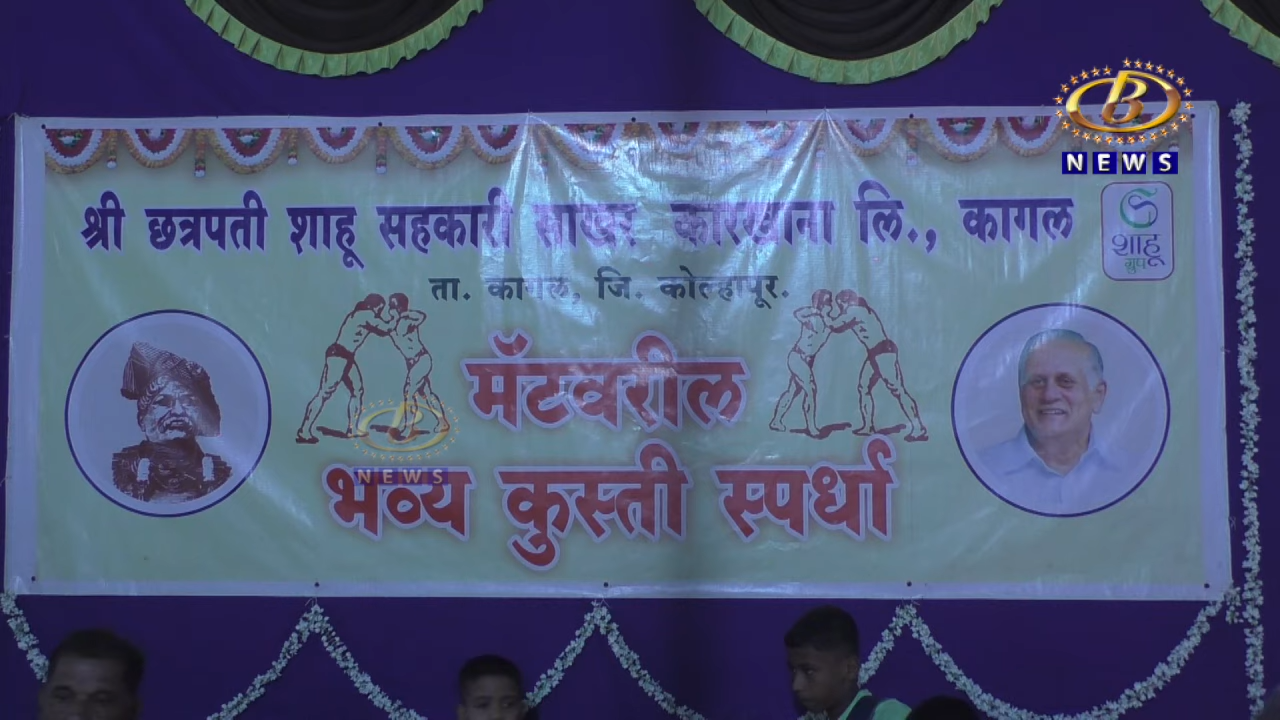 B
NEWS
श्री छत्रपती शाहू सहकारी साखर कारखाना लि., कागल
शाहू
ग्रुप
ता. कागल, जि. कोल्हापूर.
मॅटवरील
B
NEWS
भव्य कुस्ती स्पर्धा